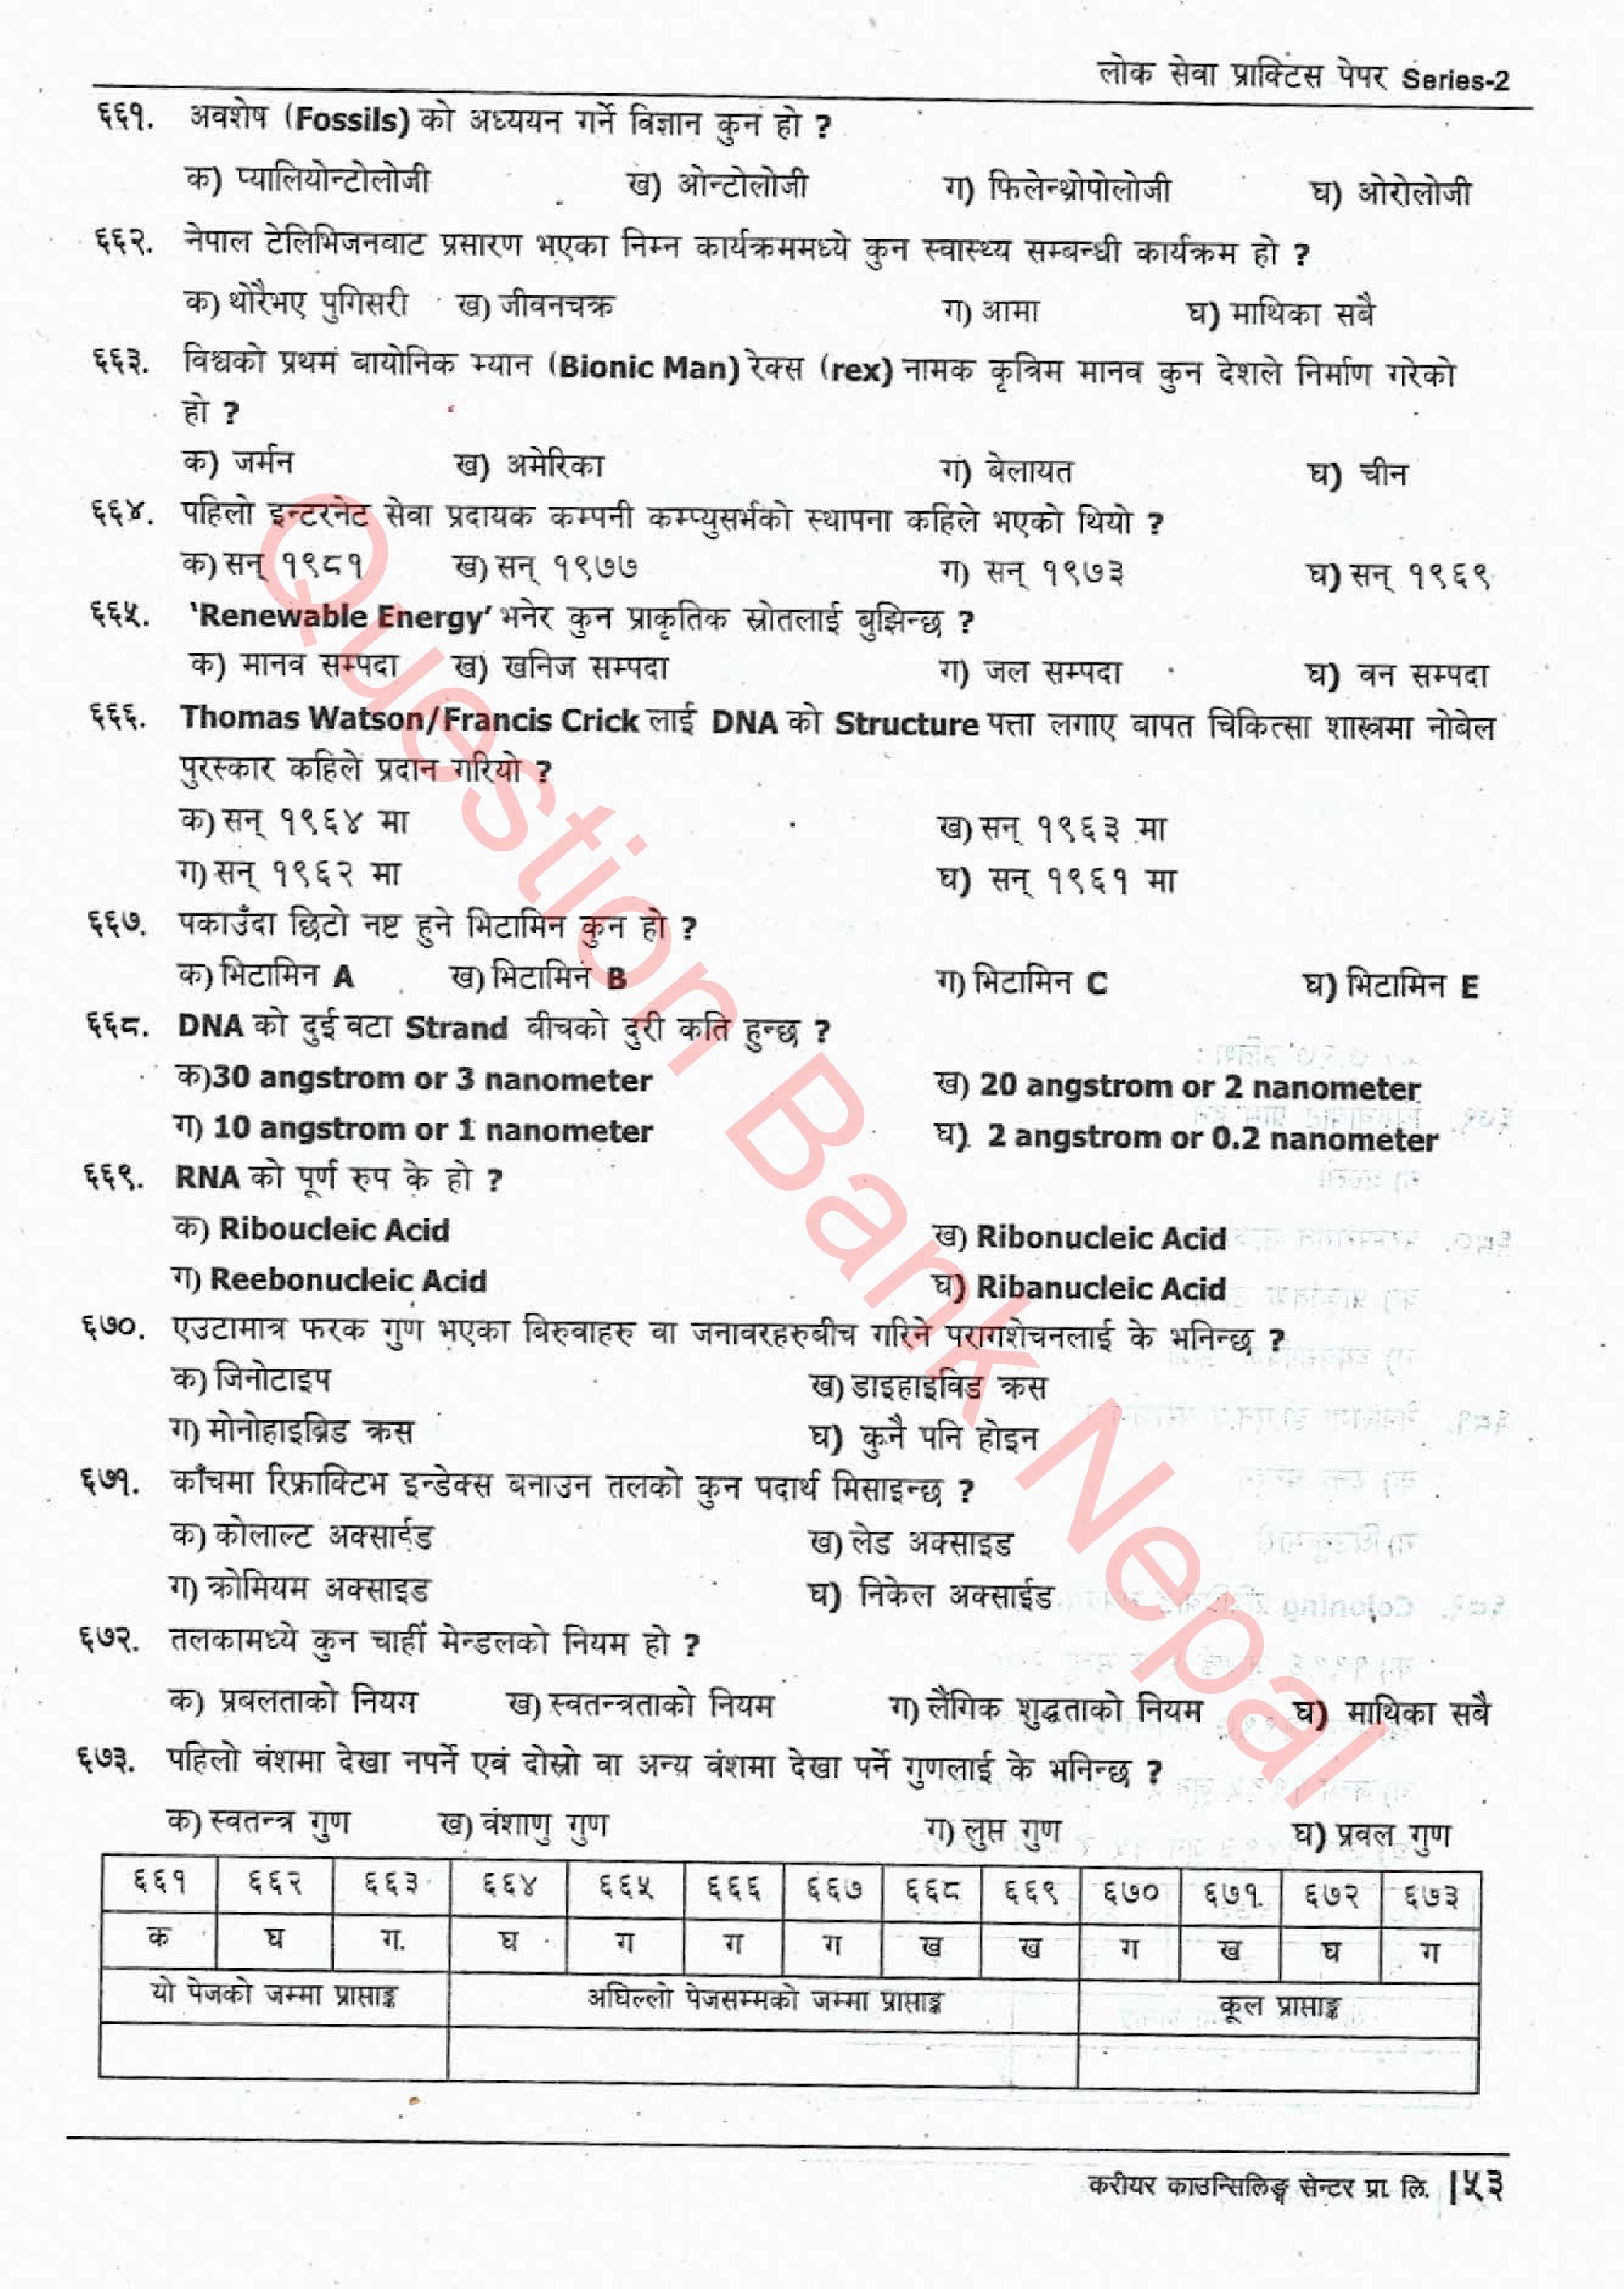 लोक सेवा प्राक्टिस पेपर Series-2
६६१. अवशेष (Fossils) को अध्ययन गर्ने विज्ञान कुन हो ?
क) प्यालियोन्टोलोजी ख) ओन्टोलोजी ग) फिलेन्थ्रोपोलोजी घ) ओरोलोजी
६६२. नेपाल टेलिभिजनबाट प्रसारण भएका निम्न कार्यक्रममध्ये कुन स्वास्थ्य सम्बन्धी कार्यक्रम हो ?
क) थोरैभए पुगिसरी ख) जीवनचक्र ग) आमा घ) माथिका सबै
६६३. विश्वको प्रथम बायोनिक म्यान (Bionic Man) रेक्स (rex) नामक कृत्रिम मानव कुन देशले निर्माण गरेको
हो ?
क) जर्मन ख) अमेरिका ग) बेलायत घ) चीन
६६४. पहिलो इन्टरनेट सेवा प्रदायक कम्पनी कम्प्युसर्भको स्थापना कहिले भएको थियो ?
क) सन् १९८१ ख) सन् १९७७ ग) सन् १९७३ घ) सन् १९६९
६६५. 'Renewable Energy' भनेर कुन प्राकृतिक स्रोतलाई बुझिन्छ ?
क) मानव सम्पदा ख) खनिज सम्पदा ग) जल सम्पदा घ) वन सम्पदा
६६६. Thomas Watson/Francis Crick लाई DNA को Structure पत्ता लगाए बापत चिकित्सा शास्त्रमा नोबेल
पुरस्कार कहिले प्रदान गरियो ?
क) सन् १९६४ मा ख) सन् १९६३ मा
ग) सन् १९६२ मा घ) सन् १९६१ मा
६६७. पकाउँदा छिटो नष्ट हुने भिटामिन कुन हो ?
क) भिटामिन A ख) भिटामिन B ग) भिटामिन C घ) भिटामिन E
६६८. DNA को दुई वटा Strand बीचको दुरी कति हुन्छ ?
क) 30 angstrom or 3 nanometer ख) 20 angstrom or 2 nanometer
ग) 10 angstrom or 1 nanometer घ) 2 angstrom or 0.2 nanometer
६६९. RNA को पूर्ण रुप के हो ?
क) Riboucleic Acid ख) Ribonucleic Acid
ग) Reebonucleic Acid घ) Ribanucleic Acid
६७०. एउटामात्र फरक गुण भएका बिरुवाहरु वा जनावरहरुबीच गरिने परागशेचनलाई के भनिन्छ ?
क) जिनोटाइप ख) डाइहाइविड क्रस
ग) मोनोहाइब्रिड क्रस घ) कुनै पनि होइन
६७१. काँचमा रिफ्राक्टिभ इन्डेक्स बनाउन तलको कुन पदार्थ मिसाइन्छ ?
क) कोलाल्ट अक्साईड ख) लेड अक्साइड
ग) क्रोमियम अक्साइड घ) निकेल अक्साईड
६७२. तलकामध्ये कुन चाहीं मेन्डलको नियम हो ?
क) प्रबलताको नियम ख) स्वतन्त्रताको नियम ग) लैंगिक शुद्धताको नियम घ) माथिका सबै
६७३. पहिलो वंशमा देखा नपर्ने एवं दोस्रो वा अन्य वंशमा देखा पर्ने गुणलाई के भनिन्छ ?
क) स्वतन्त्र गुण ख) वंशाणु गुण ग) लुप्त गुण घ) प्रवल गुण
६६१ ६६२ ६६३ ६६४ ६६५ ६६६ ६६७ ६६८ ६६९ ६७० ६७१ ६७२ ६७३
क घ ग घ ग ग ग ख ख ग ख घ ग
यो पेजको जम्मा प्राप्ताङ्क अघिल्लो पेजसम्मको जम्मा प्राप्ताङ्क कूल प्राप्ताङ्क
करीयर काउन्सिलिङ्ग सेन्टर प्रा. लि. |५३
Question Bank Nepal